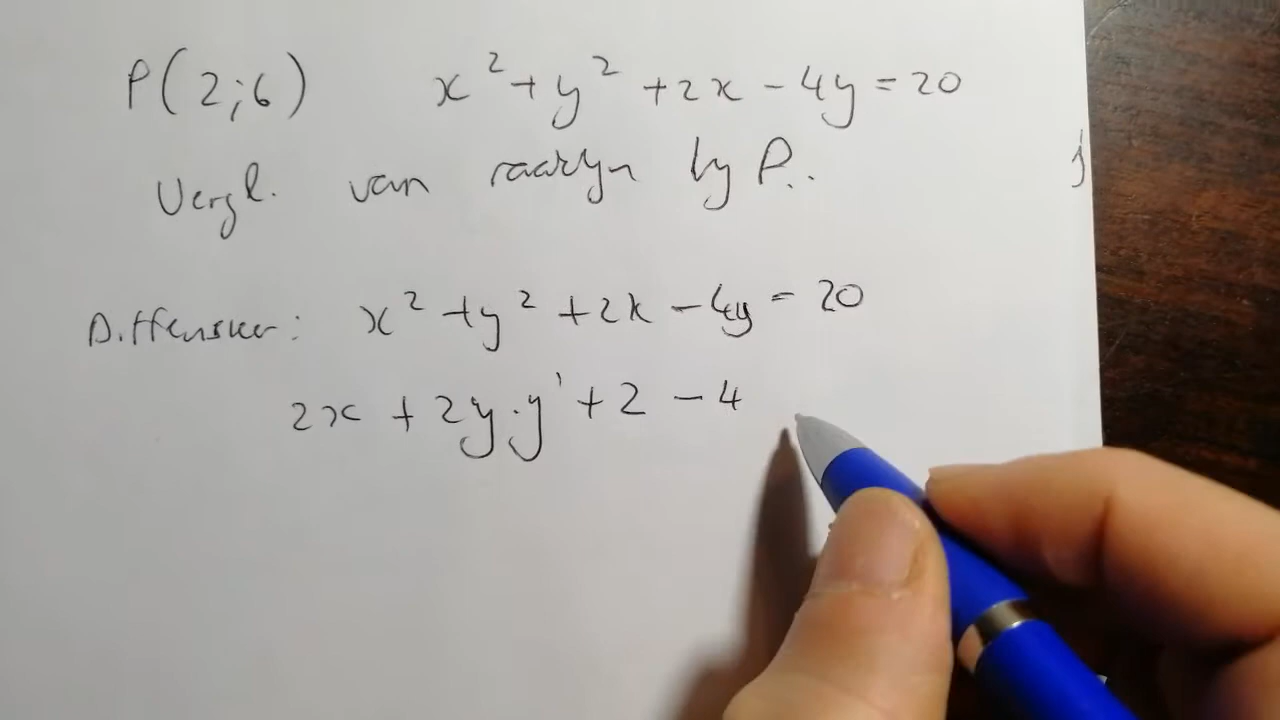 P(2;6) x² + y² + 2x - 4y = 20
Vergl. van raaklyn by P..
Differensieer: x² + y² + 2x - 4y = 20
2x + 2y.y' + 2 - 4